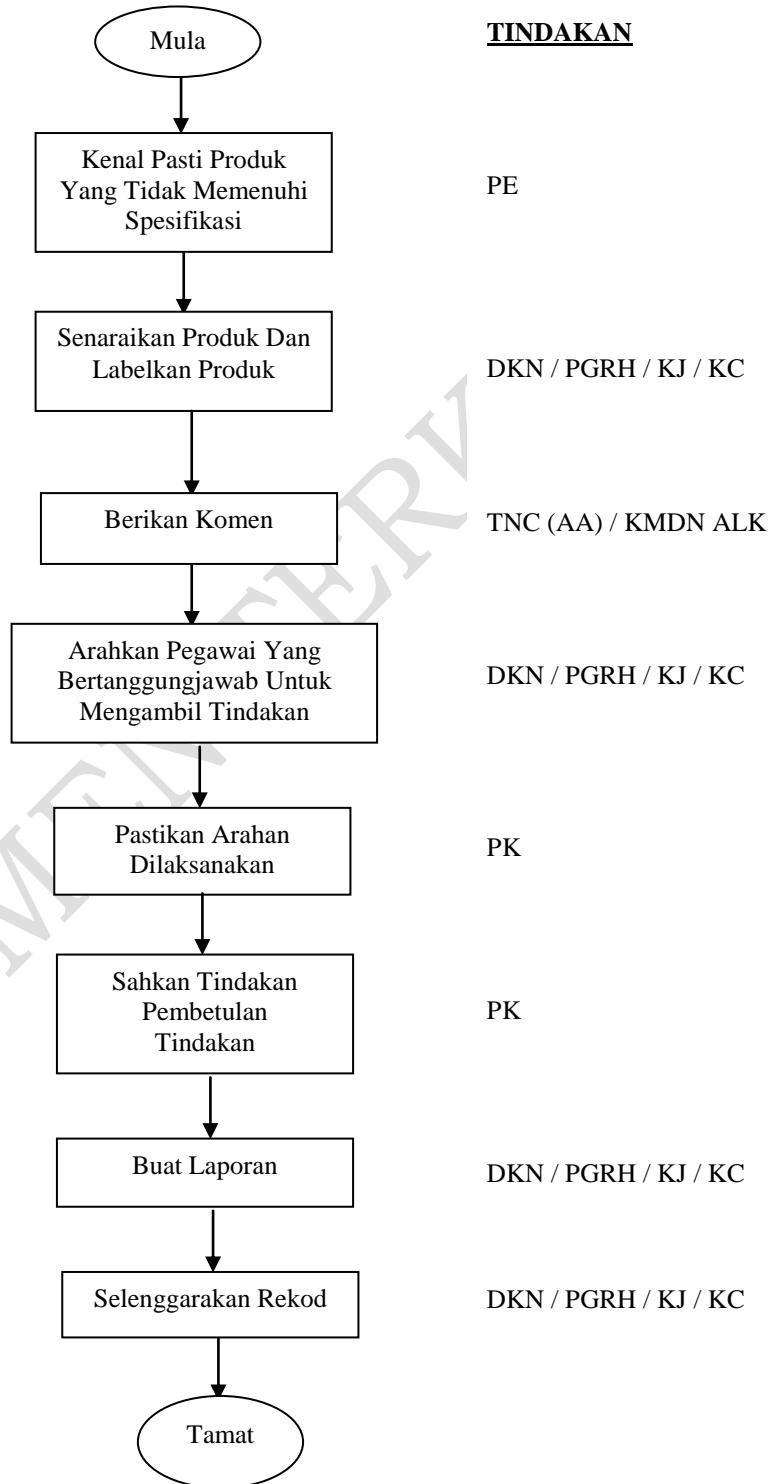 Mula
TINDAKAN
Kenal Pasti Produk
Yang Tidak Memenuhi
Spesifikasi
PE
Senaraikan Produk Dan
Labelkan Produk
DKN / PGRH / KJ / KC
Berikan Komen
TNC (AA) / KMDN ALK
Arahkan Pegawai Yang
Bertanggungjawab Untuk
Mengambil Tindakan
DKN / PGRH / KJ / KC
Pastikan Arahan
Dilaksanakan
PK
Sahkan Tindakan
Pembetulan
Tindakan
PK
Buat Laporan
DKN / PGRH / KJ / KC
Selenggarakan Rekod
DKN / PGRH / KJ / KC
Tamat